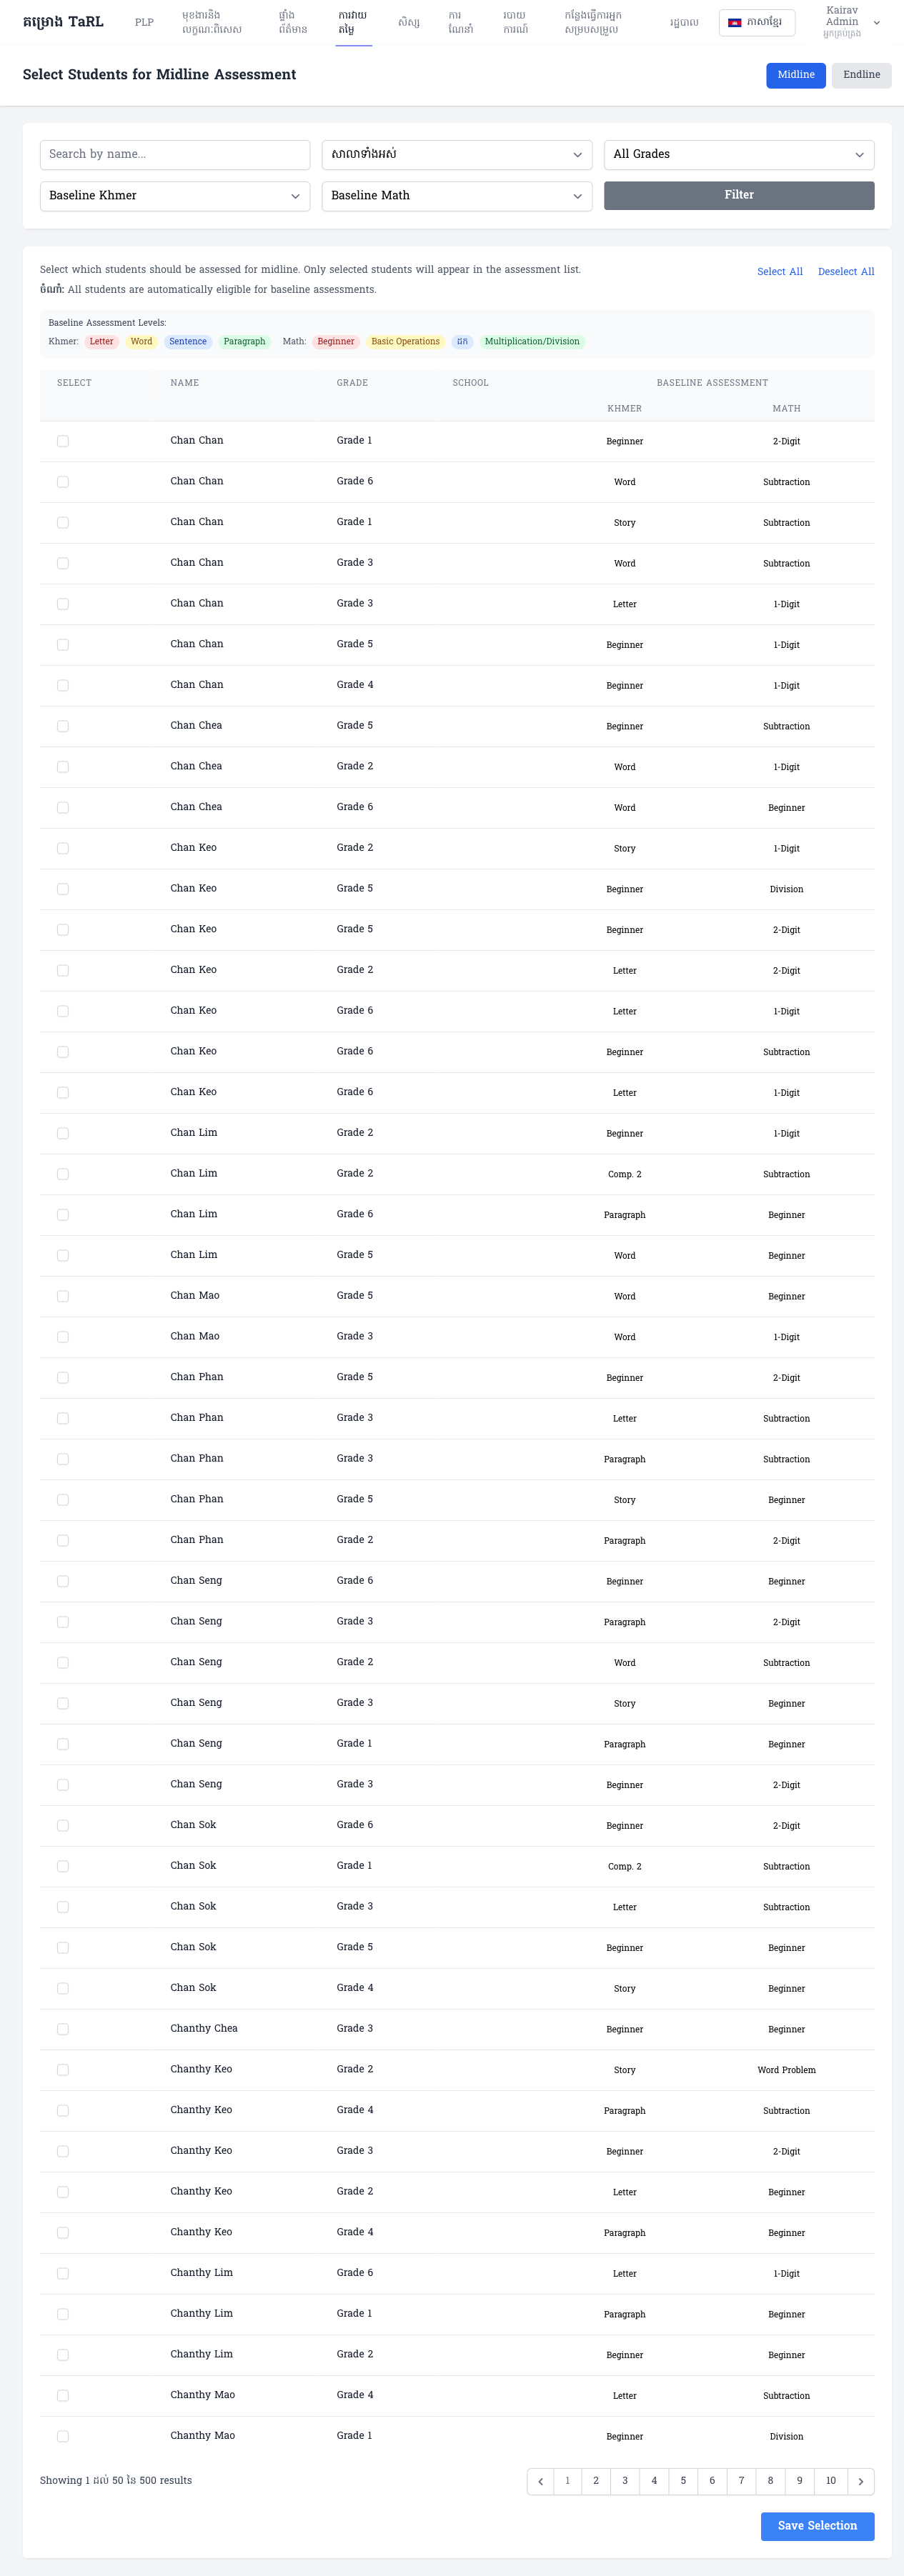 គម្រោង TaRL
PLP
មុខងារនិង
លក្ខណៈពិសេស
ផ្ទាំង
ព័ត៌មាន
ការវាយ
តម្លៃ
សិស្ស
ការ
ណែនាំ
របាយ
ការណ៍
កន្លែងធ្វើការអ្នក
សម្របសម្រួល
រដ្ឋបាល
ភាសាខ្មែរ
Kairav
Admin
អ្នកគ្រប់គ្រង
Select Students for Midline Assessment
Midline Endline
Search by name... សាលាទាំងអស់ All Grades
Baseline Khmer Baseline Math Filter
Select which students should be assessed for midline. Only selected students will appear in the assessment list.
Select All Deselect All
ចំណាំ: All students are automatically eligible for baseline assessments.
Baseline Assessment Levels:
Khmer: Letter Word Sentence Paragraph Math: Beginner Basic Operations ដក Multiplication/Division
SELECT NAME GRADE SCHOOL BASELINE ASSESSMENT
KHMER MATH
Chan Chan Grade 1 Beginner 2-Digit
Chan Chan Grade 6 Word Subtraction
Chan Chan Grade 1 Story Subtraction
Chan Chan Grade 3 Word Subtraction
Chan Chan Grade 3 Letter 1-Digit
Chan Chan Grade 5 Beginner 1-Digit
Chan Chan Grade 4 Beginner 1-Digit
Chan Chea Grade 5 Beginner Subtraction
Chan Chea Grade 2 Word 1-Digit
Chan Chea Grade 6 Word Beginner
Chan Keo Grade 2 Story 1-Digit
Chan Keo Grade 5 Beginner Division
Chan Keo Grade 5 Beginner 2-Digit
Chan Keo Grade 2 Letter 2-Digit
Chan Keo Grade 6 Letter 1-Digit
Chan Keo Grade 6 Beginner Subtraction
Chan Keo Grade 6 Letter 1-Digit
Chan Lim Grade 2 Beginner 1-Digit
Chan Lim Grade 2 Comp. 2 Subtraction
Chan Lim Grade 6 Paragraph Beginner
Chan Lim Grade 5 Word Beginner
Chan Mao Grade 5 Word Beginner
Chan Mao Grade 3 Word 1-Digit
Chan Phan Grade 5 Beginner 2-Digit
Chan Phan Grade 3 Letter Subtraction
Chan Phan Grade 3 Paragraph Subtraction
Chan Phan Grade 5 Story Beginner
Chan Phan Grade 2 Paragraph 2-Digit
Chan Seng Grade 6 Beginner Beginner
Chan Seng Grade 3 Paragraph 2-Digit
Chan Seng Grade 2 Word Subtraction
Chan Seng Grade 3 Story Beginner
Chan Seng Grade 1 Paragraph Beginner
Chan Seng Grade 3 Beginner 2-Digit
Chan Sok Grade 6 Beginner 2-Digit
Chan Sok Grade 1 Comp. 2 Subtraction
Chan Sok Grade 3 Letter Subtraction
Chan Sok Grade 5 Beginner Beginner
Chan Sok Grade 4 Story Beginner
Chanthy Chea Grade 3 Beginner Beginner
Chanthy Keo Grade 2 Story Word Problem
Chanthy Keo Grade 4 Paragraph Subtraction
Chanthy Keo Grade 3 Beginner 2-Digit
Chanthy Keo Grade 2 Letter Beginner
Chanthy Keo Grade 4 Paragraph Beginner
Chanthy Lim Grade 6 Letter 1-Digit
Chanthy Lim Grade 1 Paragraph Beginner
Chanthy Lim Grade 2 Beginner Beginner
Chanthy Mao Grade 4 Letter Subtraction
Chanthy Mao Grade 1 Beginner Division
Showing 1 ដល់ 50 នៃ 500 results
1 2 3 4 5 6 7 8 9 10
Save Selection